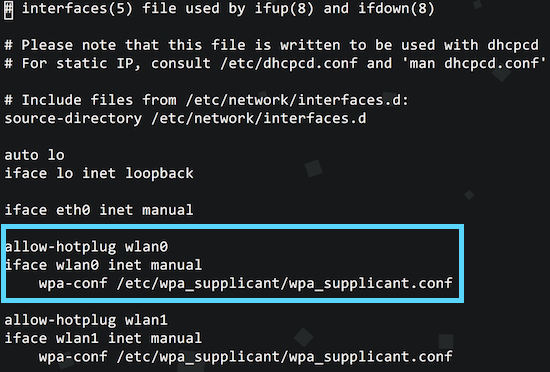 # interfaces(5) file used by ifup(8) and ifdown(8)
# Please note that this file is written to be used with dhcpcd
# For static IP, consult /etc/dhcpcd.conf and 'man dhcpcd.conf'
# Include files from /etc/network/interfaces.d:
source-directory /etc/network/interfaces.d
auto lo
iface lo inet loopback
iface eth0 inet manual
allow-hotplug wlan0
iface wlan0 inet manual
    wpa-conf /etc/wpa_supplicant/wpa_supplicant.conf
allow-hotplug wlan1
iface wlan1 inet manual
    wpa-conf /etc/wpa_supplicant/wpa_supplicant.conf